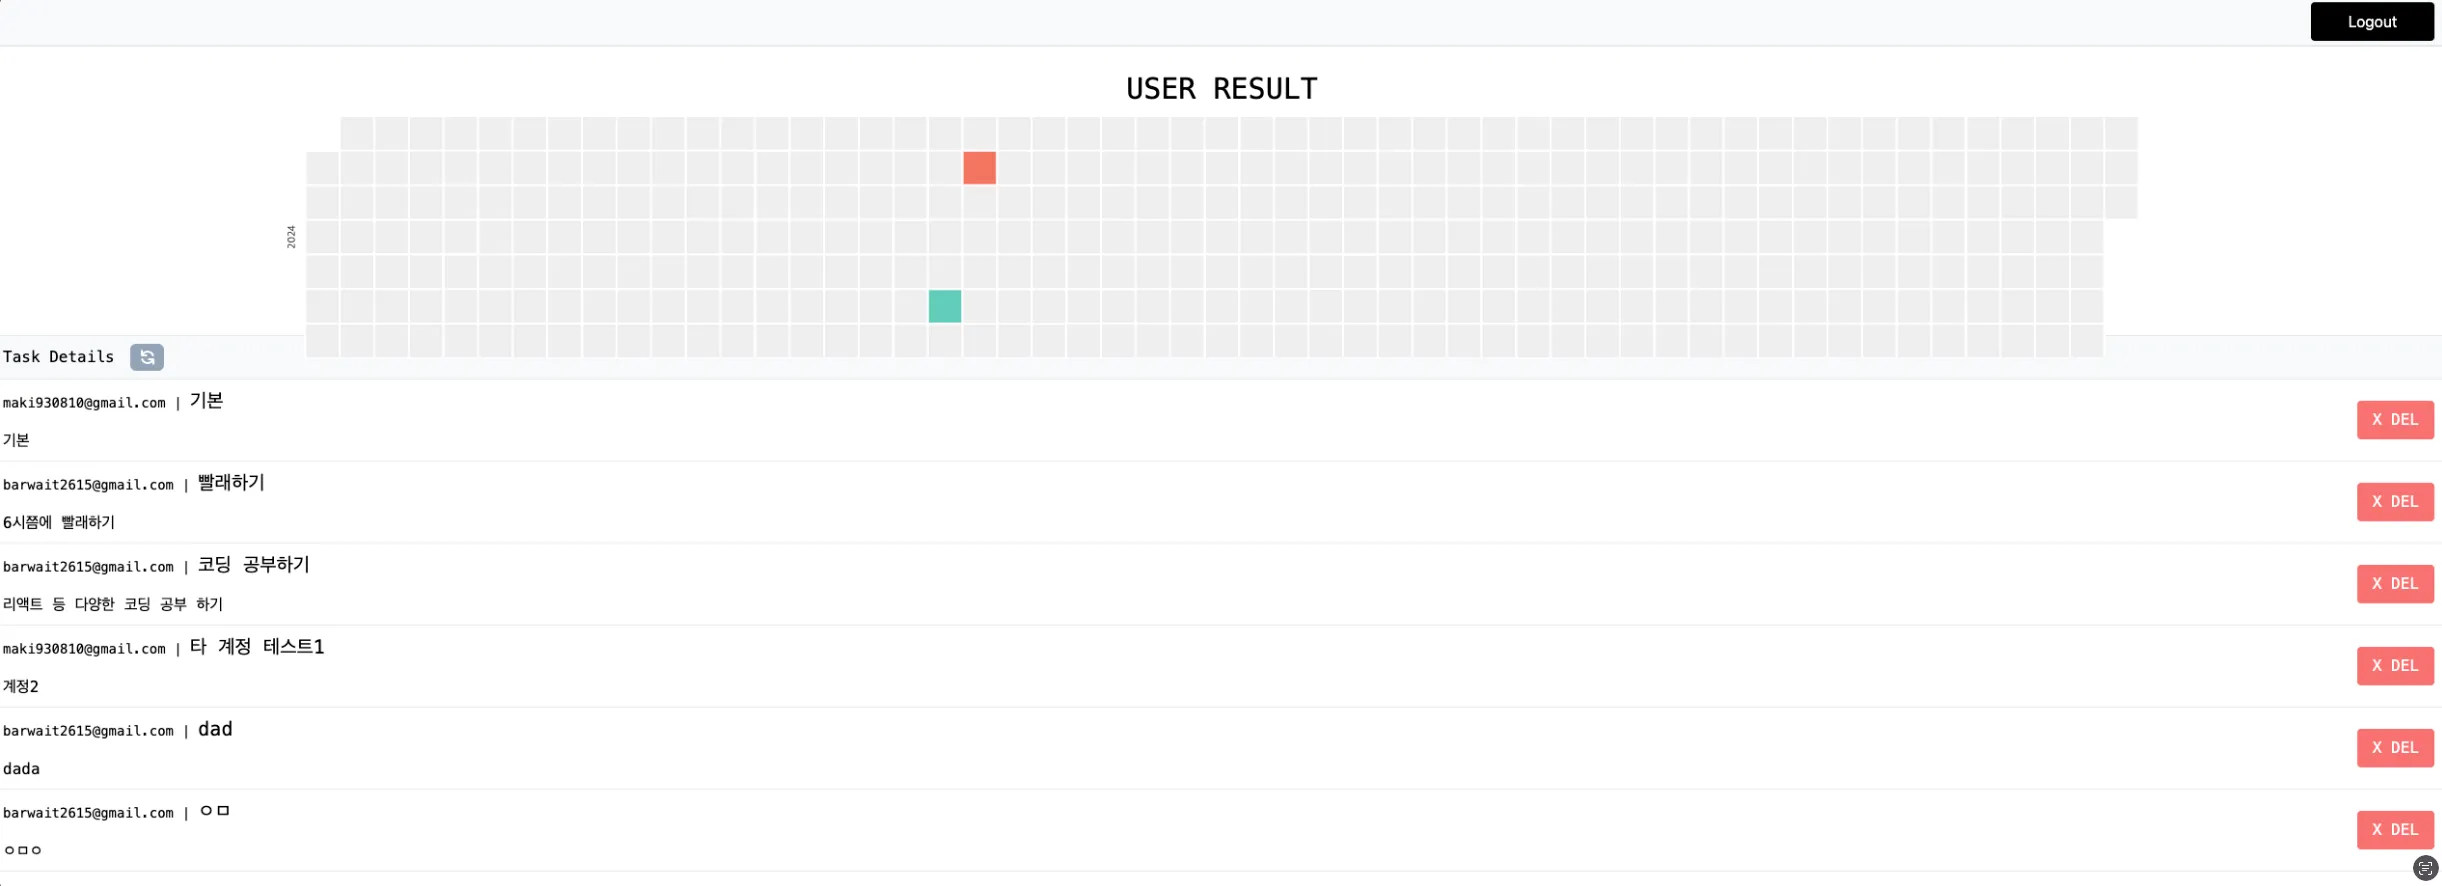 Logout
USER RESULT
2024
Task Details
maki930810@gmail.com | 기본
기본
X DEL
barwait2615@gmail.com | 빨래하기
6시쯤에 빨래하기
X DEL
barwait2615@gmail.com | 코딩 공부하기
리액트 등 다양한 코딩 공부 하기
X DEL
maki930810@gmail.com | 타 계정 테스트1
계정2
X DEL
barwait2615@gmail.com | dad
dada
X DEL
barwait2615@gmail.com | ㅇㅁ
ㅇㅁㅇ
X DEL